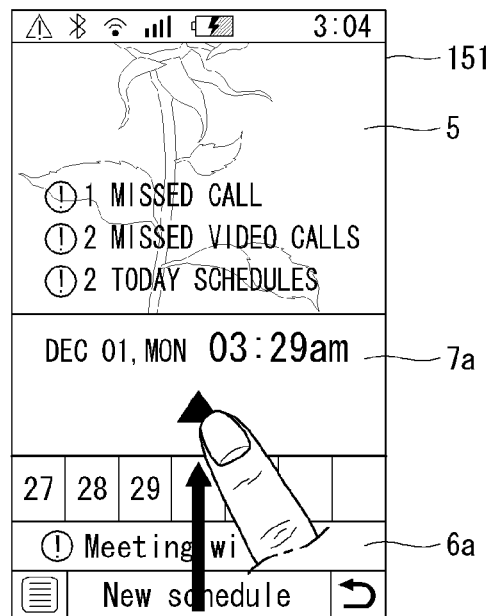 3:04
151
5
1 MISSED CALL
2 MISSED VIDEO CALLS
2 TODAY SCHEDULES
DEC 01, MON 03:29am
7a
27 28 29
Meeting wi
6a
New schedule